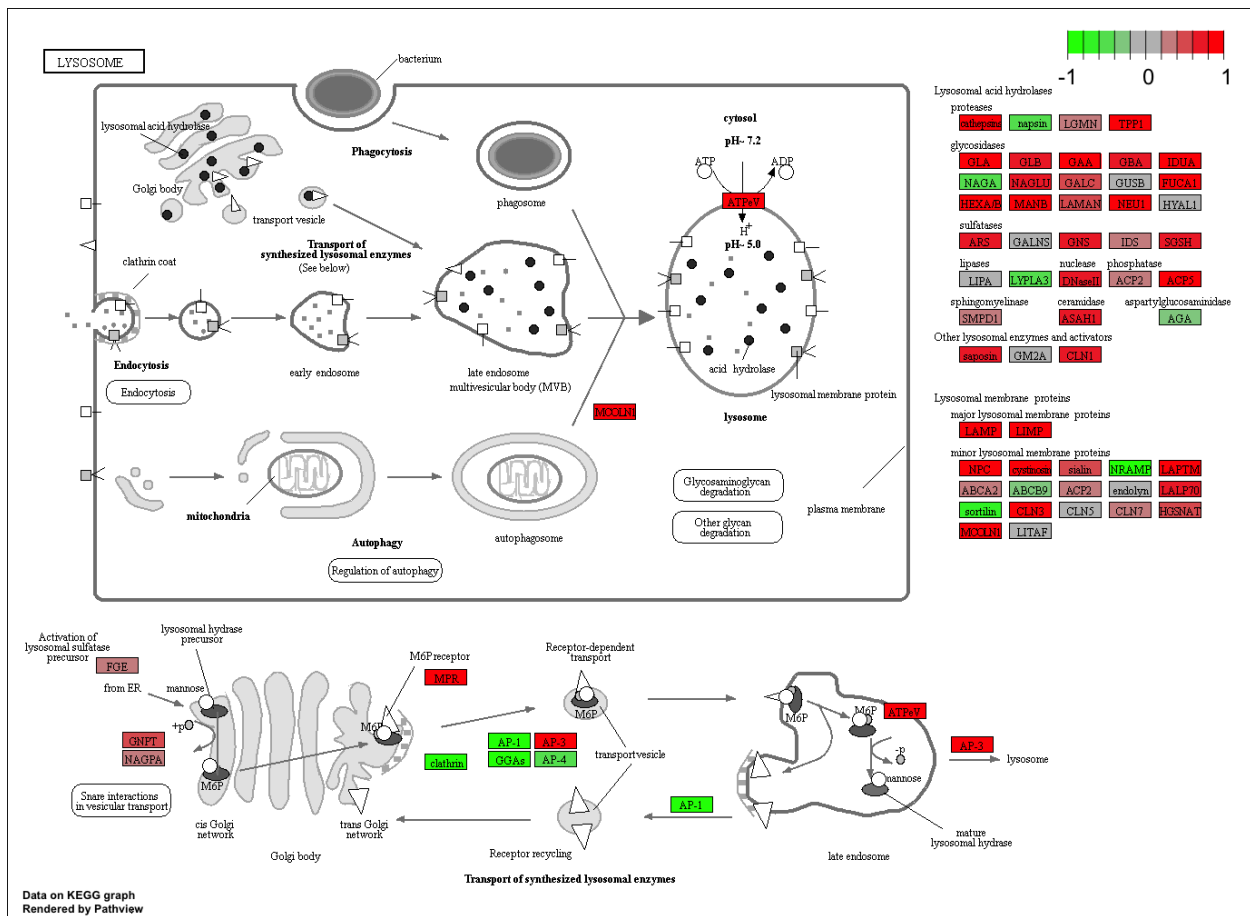 LYSOSOME
-1
0
1
bacterium
lysosomal acid hydrolase
Golgi body
transport vesicle
Phagocytosis
phagosome
cytosol
pH~ 7.2
ATP
ADP
ATPeV
H+
pH~ 5.0
Transport of
synthesized lysosomal enzymes
(See below)
clathrin coat
Endocytosis
Endocytosis
early endosome
late endosome
multivesicular body (MVB)
MCOLN1
acid hydrolase
lysosomal membrane protein
lysosome
mitochondria
Autophagy
Regulation of autophagy
autophagosome
Glycosaminoglycan
degradation
Other glycan
degradation
plasma membrane
Lysosomal acid hydrolases
proteases
cathepsins napsin LGMN TPP1
glycosidases
GLA GLB GAA GBA IDUA
NAGA NAGLU GALC GUSB FUCA1
HEXA/B MANB LAMAN NEU1 HYAL1
sulfatases
ARS GALNS GNS IDS SGSH
lipases nuclease phosphatase
LIPA LYPLA3 DNaseII ACP2 ACP5
sphingomyelinase ceramidase aspartylglucosaminidase
SMPD1 ASAH1 AGA
Other lysosomal enzymes and activators
saposin GM2A CLN1
Lysosomal membrane proteins
major lysosomal membrane proteins
LAMP LIMP
minor lysosomal membrane proteins
NPC cystinosin sialin NRAMP LAPTM
ABCA2 ABCB9 ACP2 endolyn LALP70
sortilin CLN3 CLN5 CLN7 HGSNAT
MCOLN1 LITAF
Activation of
lysosomal sulfatase
precursor
FGE
from ER
lysosomal hydrase
precursor
mannose
+p
GNPT
NAGPA
M6P
Snare interactions
in vesicular transport
cis Golgi
network
Golgi body
trans Golgi
network
M6P
M6P receptor
MPR
clathrin
AP-1 AP-3
GGAs AP-4
Receptor-dependent
transport
M6P
transport vesicle
Receptor recycling
AP-1
M6P
M6P
ATPeV
-p
mannose
AP-3
lysosome
mature
lysosomal hydrase
late endosome
Transport of synthesized lysosomal enzymes
Data on KEGG graph
Rendered by Pathview